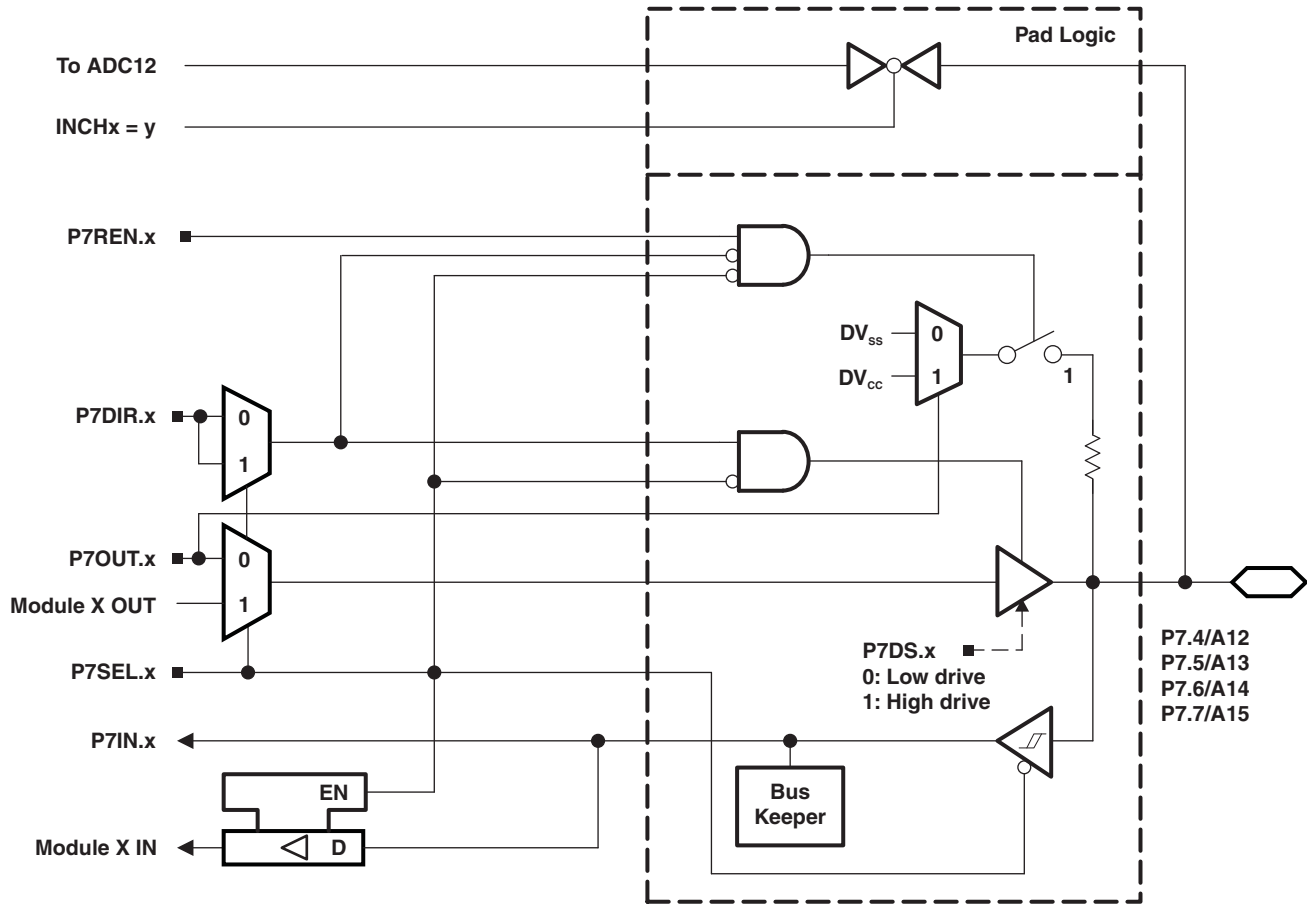 Pad Logic
To ADC12
INCHx = y
P7REN.x
DVSS
0
DVCC
1
1
P7DIR.x
0
1
P7OUT.x
0
Module X OUT
1
P7SEL.x
P7DS.x
0: Low drive
1: High drive
P7.4/A12
P7.5/A13
P7.6/A14
P7.7/A15
P7IN.x
EN
Bus
Keeper
Module X IN
D